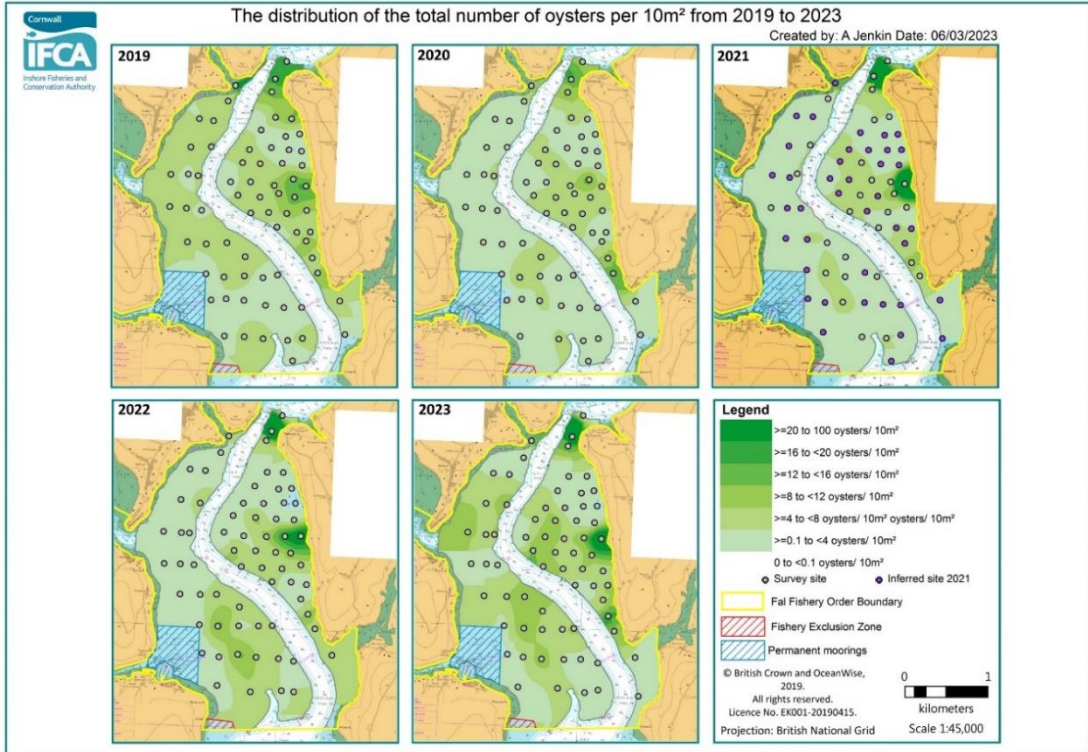 The distribution of the total number of oysters per 10m² from 2019 to 2023
Created by: A Jenkin Date: 06/03/2023
Cornwall
IFCA
Inshore Fisheries and
Conservation Authority
2019
2020
2021
2022
2023
Legend
>=20 to 100 oysters/ 10m²
>=16 to <20 oysters/ 10m²
>=12 to <16 oysters/ 10m²
>=8 to <12 oysters/ 10m²
>=4 to <8 oysters/ 10m² oysters/ 10m²
>=0.1 to <4 oysters/ 10m²
0 to <0.1 oysters/ 10m²
Survey site
Inferred site 2021
Fal Fishery Order Boundary
Fishery Exclusion Zone
Permanent moorings
© British Crown and OceanWise,
2019.
All rights reserved.
Licence No. EK001-20190415.
Projection: British National Grid
0 1
kilometers
Scale 1:45,000